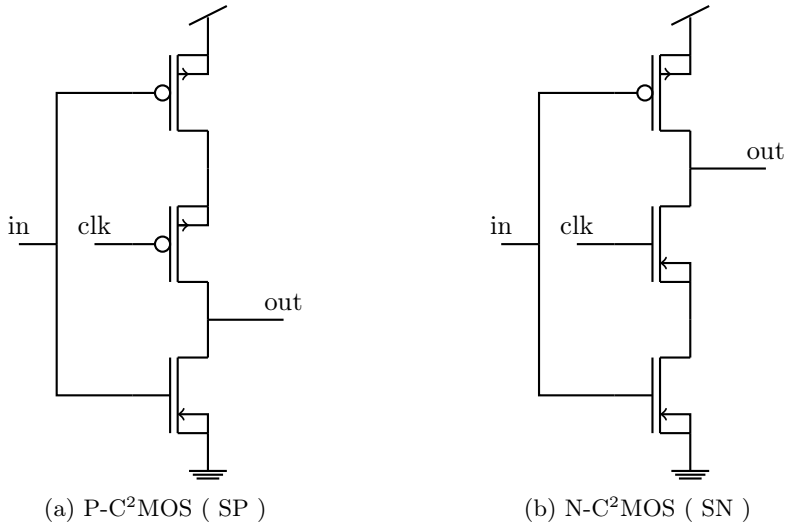 out
in clk
in clk
out
(a) P-C²MOS ( SP )
(b) N-C²MOS ( SN )